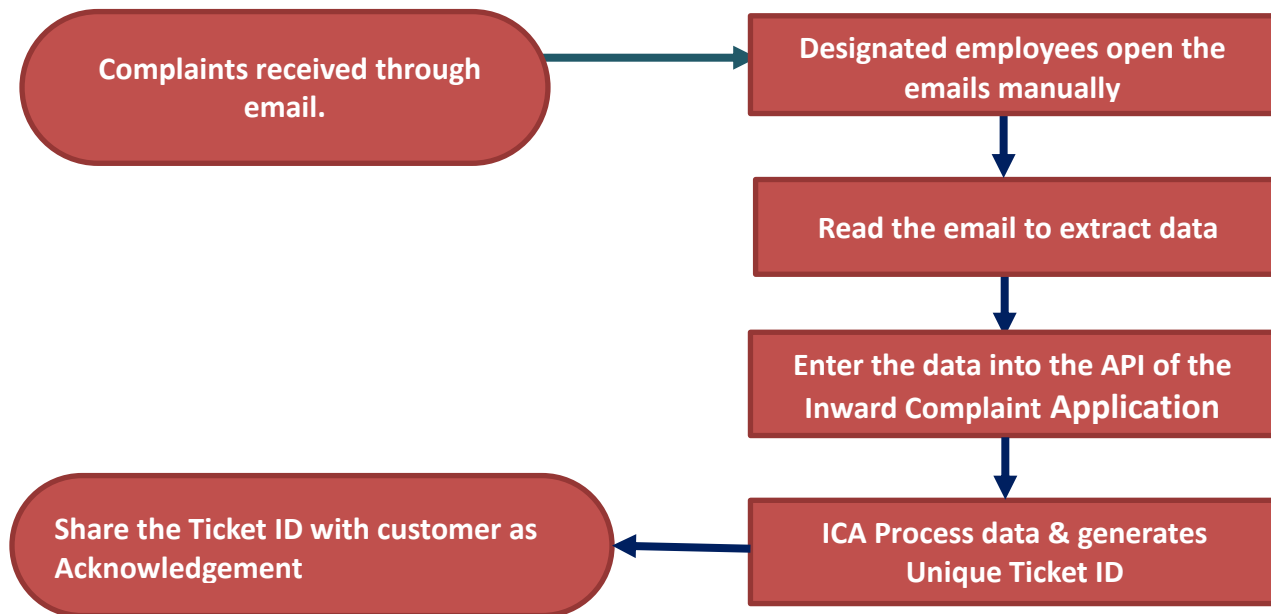 Complaints received through
email.
Designated employees open the
emails manually
Read the email to extract data
Enter the data into the API of the
Inward Complaint Application
ICA Process data & generates
Unique Ticket ID
Share the Ticket ID with customer as
Acknowledgement